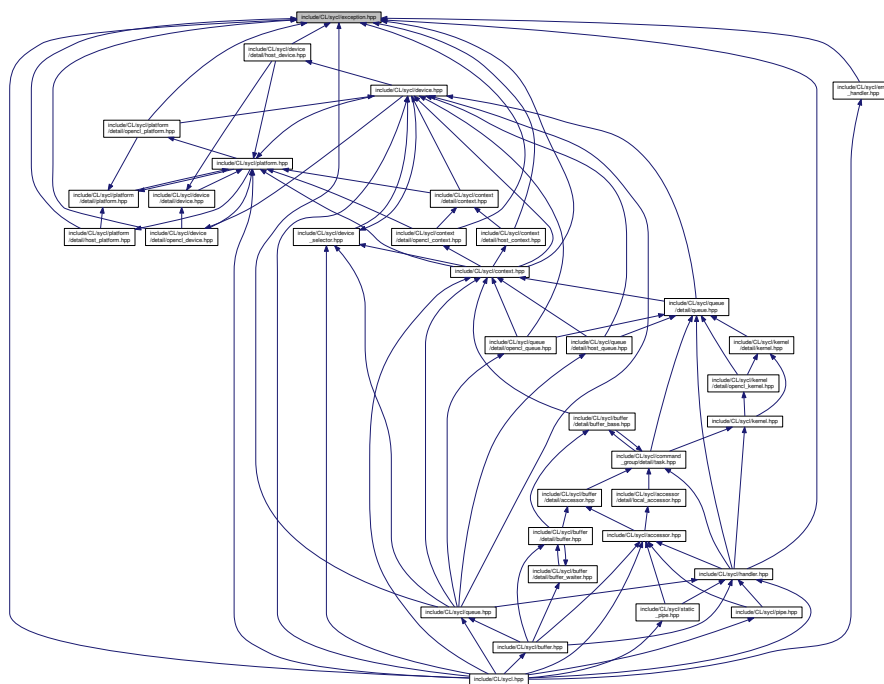 include/CL/sycl/exception.hpp
include/CL/sycl/device
/detail/host_device.hpp
include/CL/sycl/device.hpp
include/CL/sycl/err
_handler.hpp
include/CL/sycl/platform
/detail/opencl_platform.hpp
include/CL/sycl/platform.hpp
include/CL/sycl/platform
/detail/platform.hpp
include/CL/sycl/device
/detail/device.hpp
include/CL/sycl/context
/detail/context.hpp
include/CL/sycl/platform
/detail/host_platform.hpp
include/CL/sycl/device
/detail/opencl_device.hpp
include/CL/sycl/device
_selector.hpp
include/CL/sycl/context
/detail/opencl_context.hpp
include/CL/sycl/context
/detail/host_context.hpp
include/CL/sycl/context.hpp
include/CL/sycl/queue
/detail/queue.hpp
include/CL/sycl/queue
/detail/opencl_queue.hpp
include/CL/sycl/queue
/detail/host_queue.hpp
include/CL/sycl/kernel
/detail/kernel.hpp
include/CL/sycl/kernel
/detail/opencl_kernel.hpp
include/CL/sycl/buffer
/detail/buffer_base.hpp
include/CL/sycl/kernel.hpp
include/CL/sycl/command
_group/detail/task.hpp
include/CL/sycl/buffer
/detail/accessor.hpp
include/CL/sycl/accessor
/detail/local_accessor.hpp
include/CL/sycl/buffer
/detail/buffer.hpp
include/CL/sycl/accessor.hpp
include/CL/sycl/buffer
/detail/buffer_waiter.hpp
include/CL/sycl/handler.hpp
include/CL/sycl/queue.hpp
include/CL/sycl/static
_pipe.hpp
include/CL/sycl/pipe.hpp
include/CL/sycl/buffer.hpp
include/CL/sycl.hpp